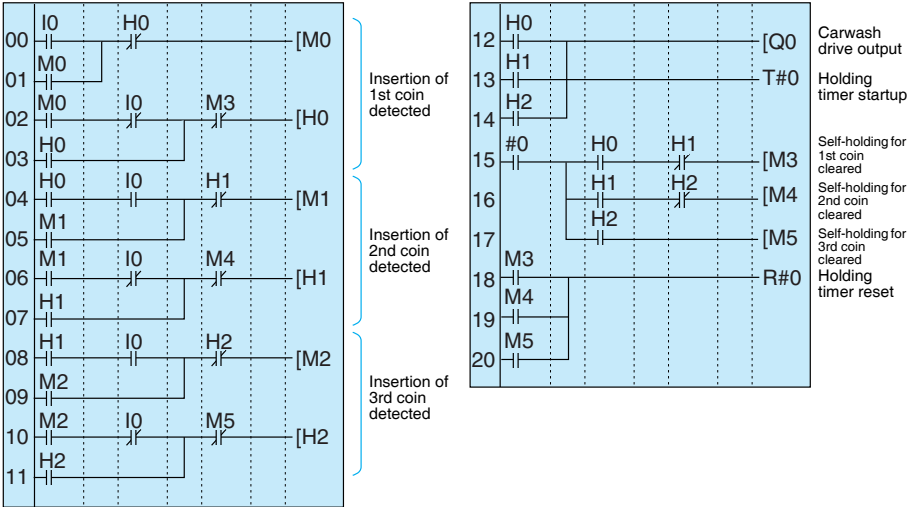 I0 H0
00 [M0
M0
01
M0 I0 M3
02 [H0
H0
03
H0 I0 H1
04 [M1
M1
05
M1 I0 M4
06 [H1
H1
07
H1 I0 H2
08 [M2
M2
09
M2 I0 M5
10 [H2
H2
11
Insertion of
1st coin
detected
Insertion of
2nd coin
detected
Insertion of
3rd coin
detected
H0
12 [Q0
H1
13 T#0
H2
14
#0 H0 H1
15 [M3
H1 H2
16 [M4
H2
17 [M5
M3
18 R#0
M4
19
M5
20
Carwash
drive output
Holding
timer startup
Self-holding for
1st coin
cleared
Self-holding for
2nd coin
cleared
Self-holding for
3rd coin
cleared
Holding
timer reset